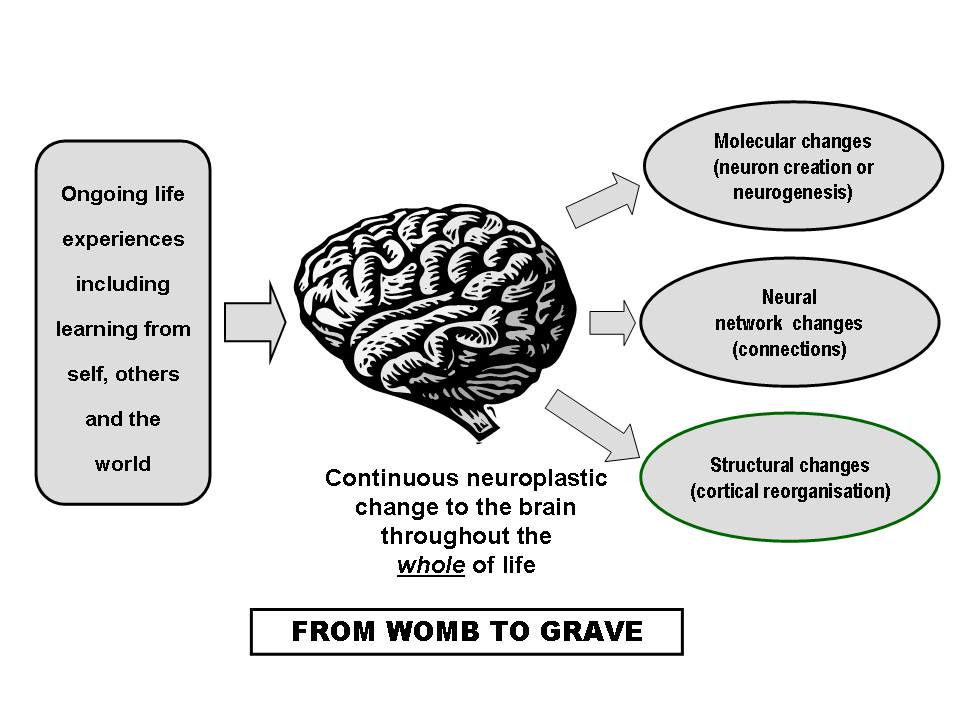 Ongoing life
experiences
including
learning from
self, others
and the
world
Continuous neuroplastic
change to the brain
throughout the
whole of life
Molecular changes
(neuron creation or
neurogenesis)
Neural
network changes
(connections)
Structural changes
(cortical reorganisation)
FROM WOMB TO GRAVE